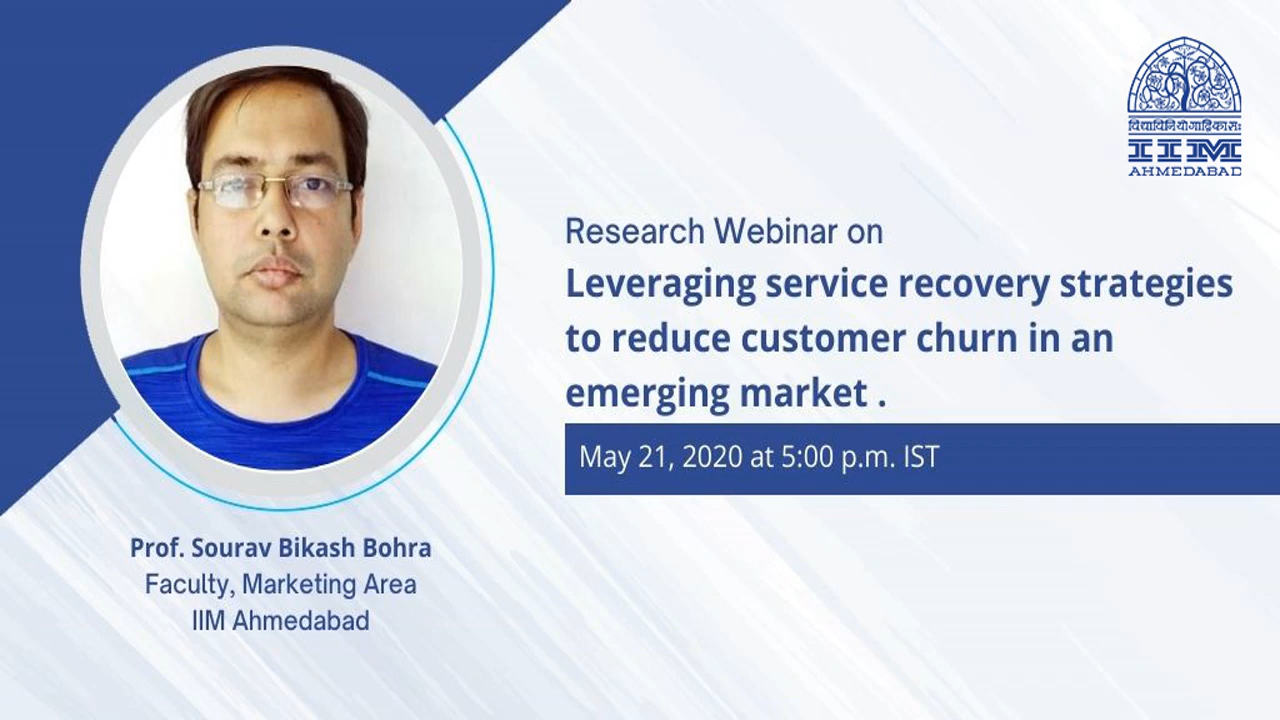 विद्याविनियोगाद्विकासः
IIM
AHMEDABAD
Research Webinar on
Leveraging service recovery strategies
to reduce customer churn in an
emerging market .
May 21, 2020 at 5:00 p.m. IST
Prof. Sourav Bikash Bohra
Faculty, Marketing Area
IIM Ahmedabad